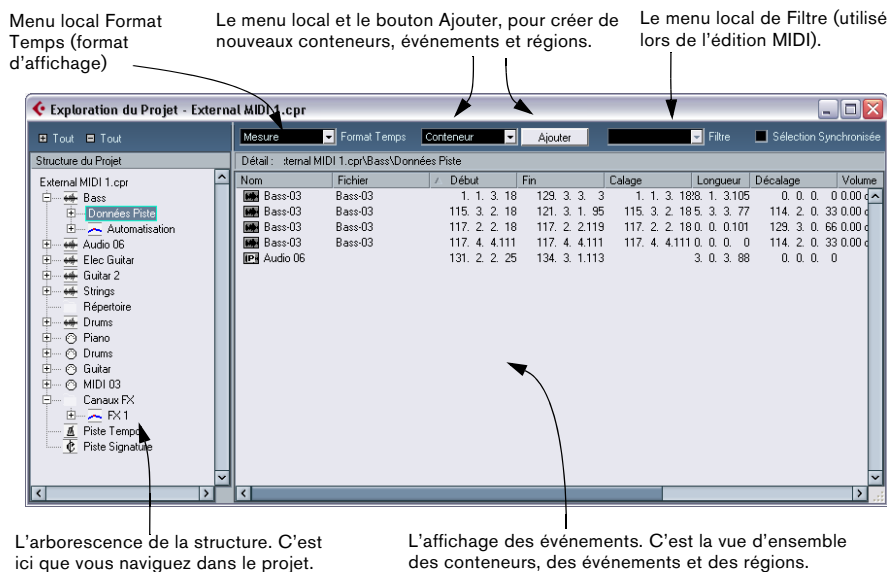 Menu local Format
Temps (format
d'affichage)
Le menu local et le bouton Ajouter, pour créer de
nouveaux conteneurs, événements et régions.
Le menu local de Filtre (utilisé
lors de l'édition MIDI).
Exploration du Projet - External MIDI 1.cpr
Tout Tout
Mesure Format Temps Conteneur Ajouter Filtre Sélection Synchronisée
Structure du Projet
External MIDI 1.cpr
Bass
Données Piste
Automatisation
Audio 06
Elec Guitar
Guitar 2
Strings
Répertoire
Drums
Piano
Drums
Guitar
MIDI 03
Canaux FX
FX 1
Piste Tempo
Piste Signature
Détail : :ternal MIDI 1.cpr\Bass\Données Piste
Nom Fichier Début Fin Calage Longueur Décalage Volume
Bass-03 Bass-03 1. 1. 3. 18 129. 3. 3. 3 1. 1. 3. 18 28. 1. 3.105 0. 0. 0. 0 0.00 d
Bass-03 Bass-03 115. 3. 2. 18 121. 3. 1. 95 115. 3. 2. 18 5. 3. 3. 77 114. 2. 0. 33 0.00 d
Bass-03 Bass-03 117. 2. 2. 18 117. 2. 2.119 117. 2. 2. 18 0. 0. 0.101 129. 3. 0. 66 0.00 d
Bass-03 Bass-03 117. 4. 4.111 117. 4. 4.111 117. 4. 4.111 0. 0. 0. 0 114. 2. 0. 33 0.00 d
Audio 06 131. 2. 2. 25 134. 3. 1.113 3. 0. 3. 88 0. 0. 0. 0
L'arborescence de la structure. C'est
ici que vous naviguez dans le projet.
L'affichage des événements. C'est la vue d'ensemble
des conteneurs, des événements et des régions.